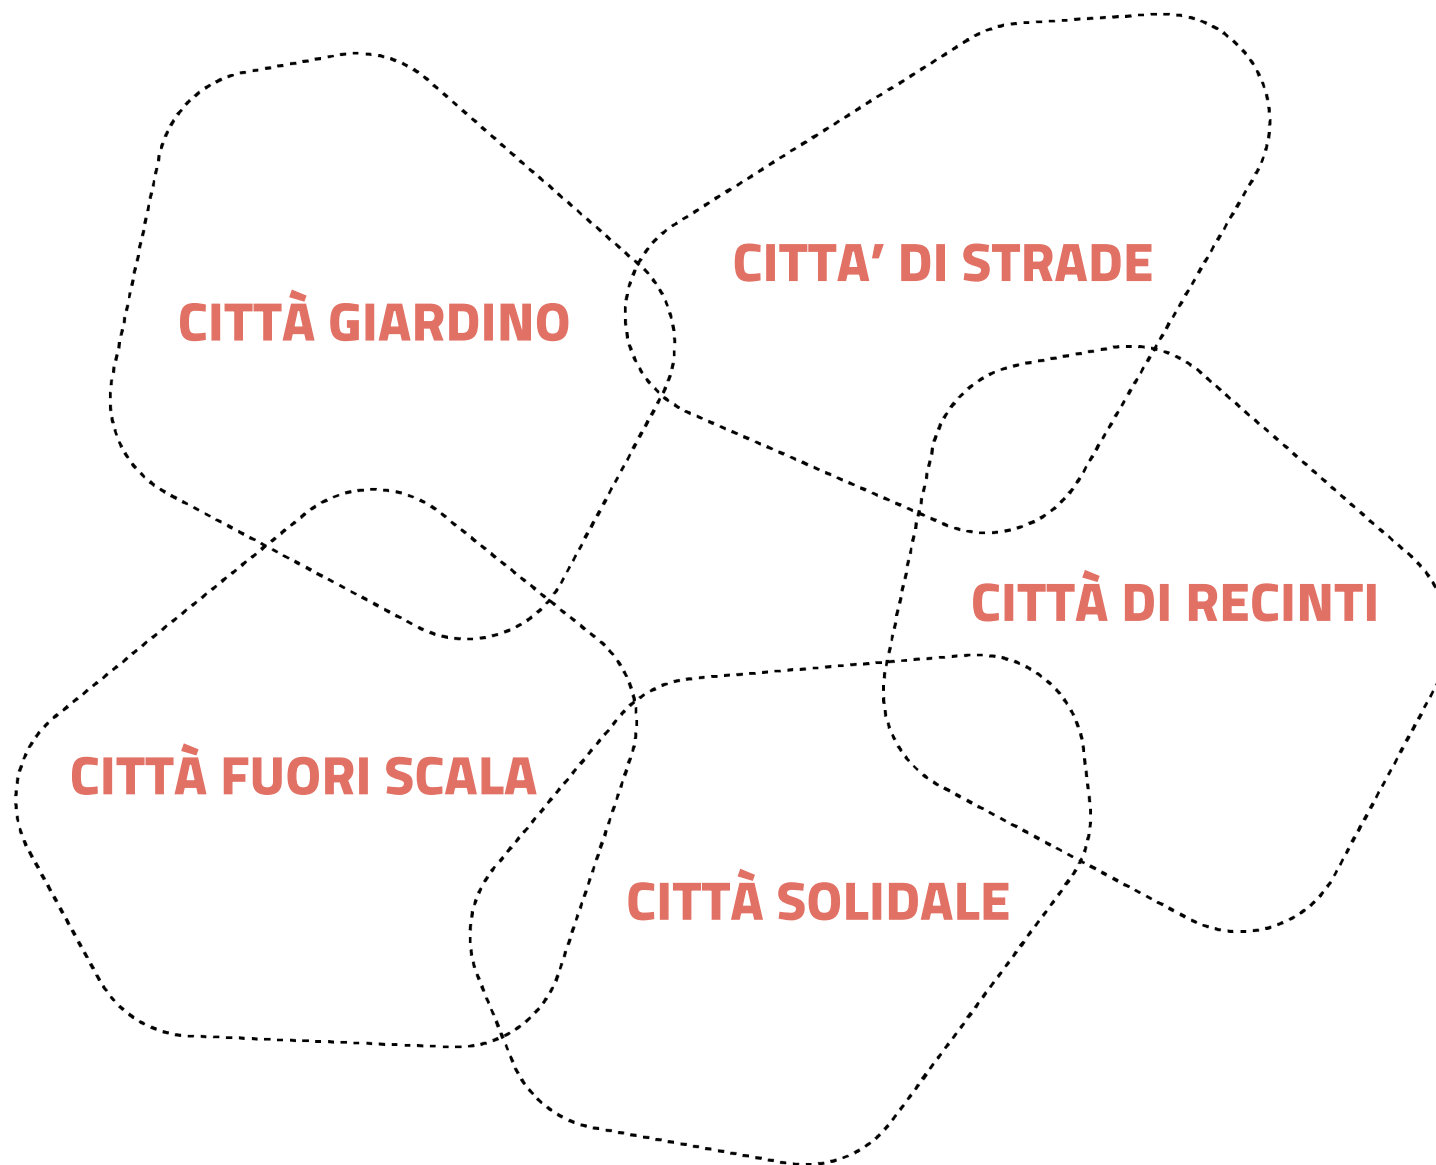 CITTA’ DI STRADE
CITTÀ GIARDINO
CITTÀ DI RECINTI
CITTÀ FUORI SCALA
CITTÀ SOLIDALE